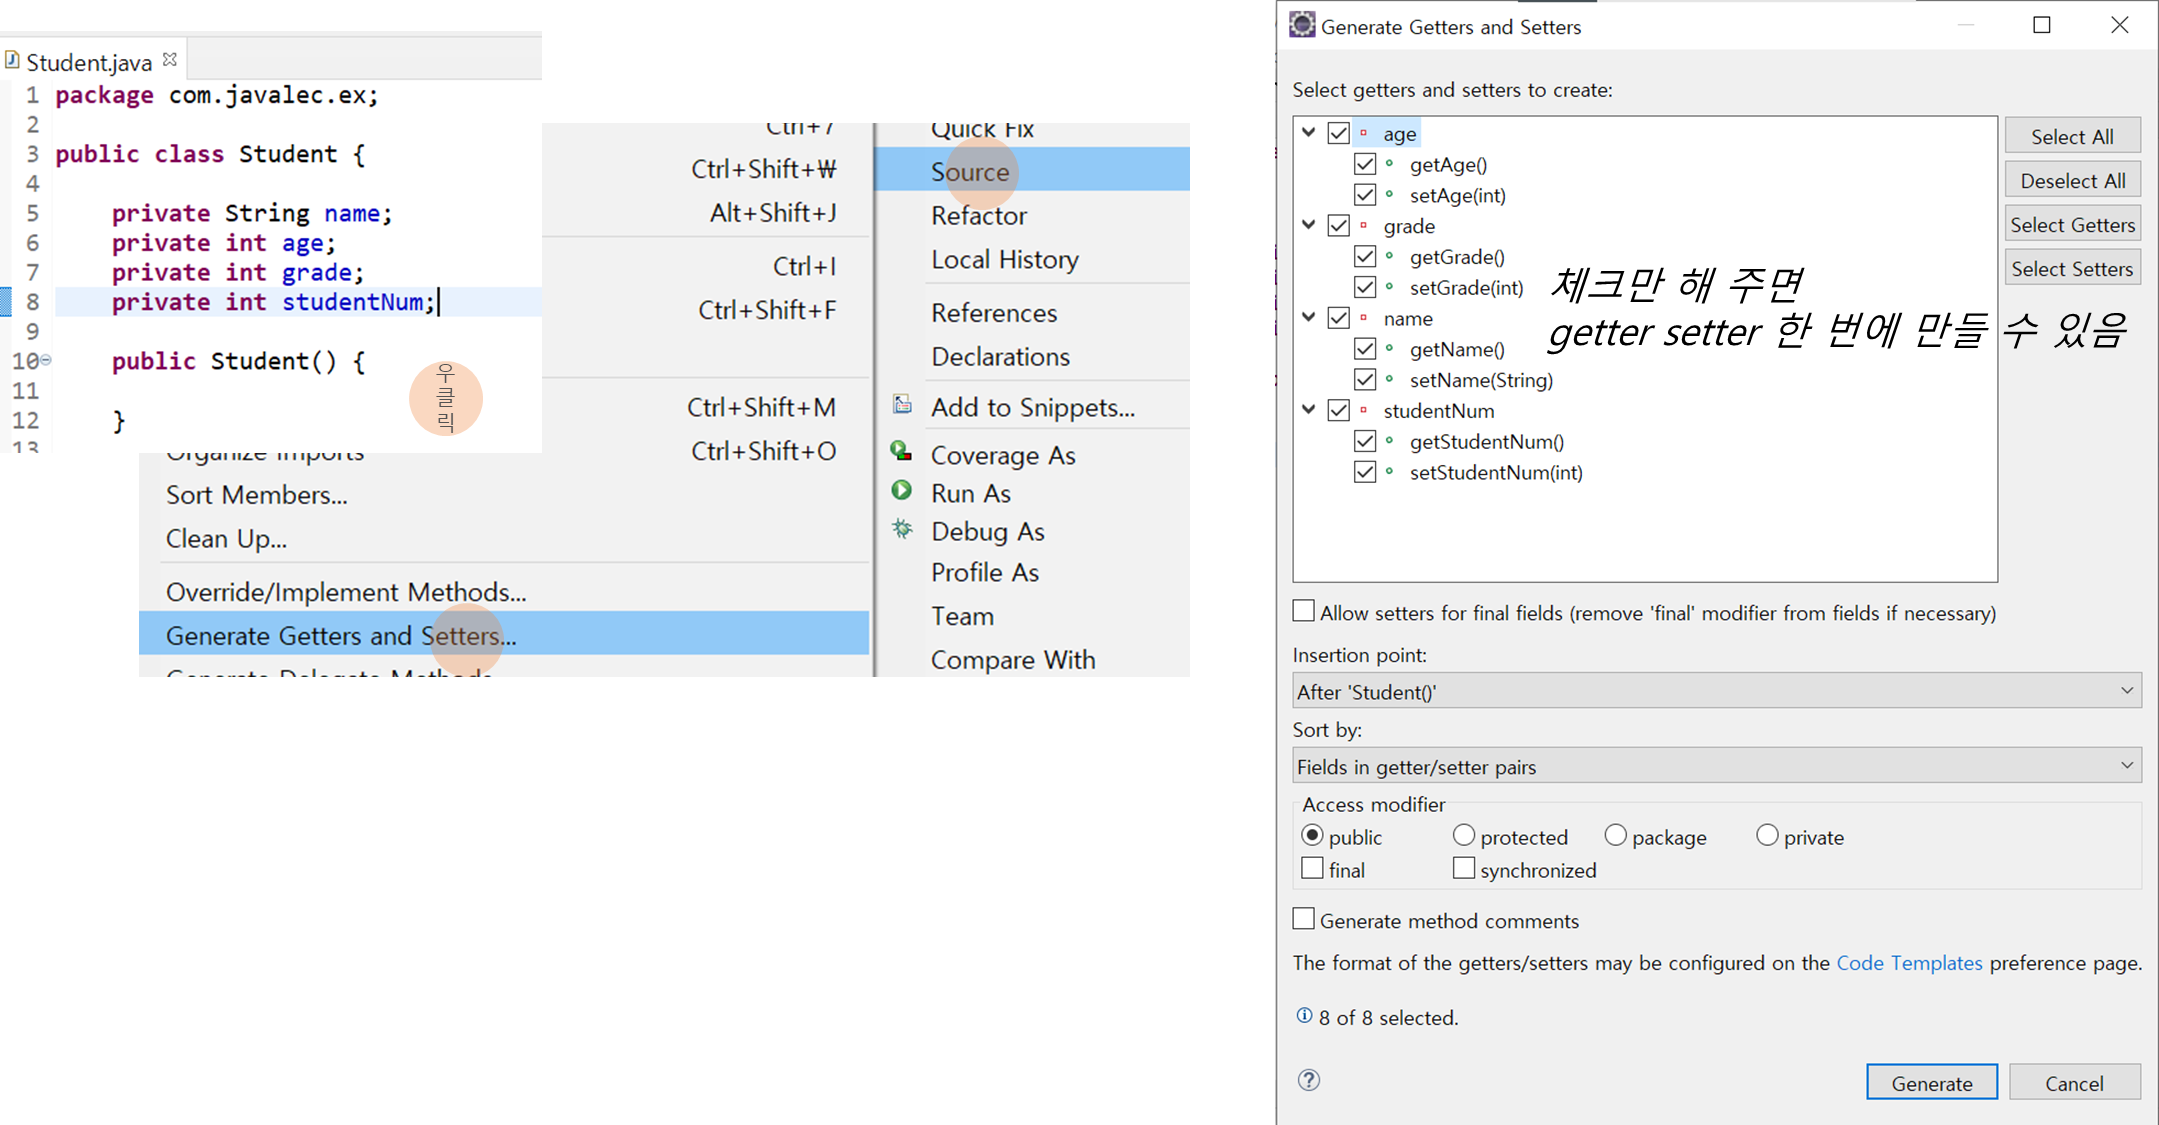 Student.java
1 package com.javalec.ex;
2
3 public class Student {
4
5 private String name;
6 private int age;
7 private int grade;
8 private int studentNum;
9
10 public Student() {
11
12 }
13
우
클
릭
Ctrl+7
Ctrl+Shift+₩
Alt+Shift+J
Ctrl+I
Ctrl+Shift+F
Ctrl+Shift+M
Organize Imports Ctrl+Shift+O
Sort Members...
Clean Up...
Override/Implement Methods...
Generate Getters and Setters...
Generate Delegate Methods
Quick Fix
Source
Refactor
Local History
References
Declarations
Add to Snippets...
Coverage As
Run As
Debug As
Profile As
Team
Compare With
Generate Getters and Setters
Select getters and setters to create:
age
getAge()
setAge(int)
grade
getGrade()
setGrade(int)
name
getName()
setName(String)
studentNum
getStudentNum()
setStudentNum(int)
체크만 해 주면
getter setter 한 번에 만들 수 있음
Select All
Deselect All
Select Getters
Select Setters
Allow setters for final fields (remove 'final' modifier from fields if necessary)
Insertion point:
After 'Student()'
Sort by:
Fields in getter/setter pairs
Access modifier
public protected package private
final synchronized
Generate method comments
The format of the getters/setters may be configured on the Code Templates preference page.
8 of 8 selected.
Generate Cancel